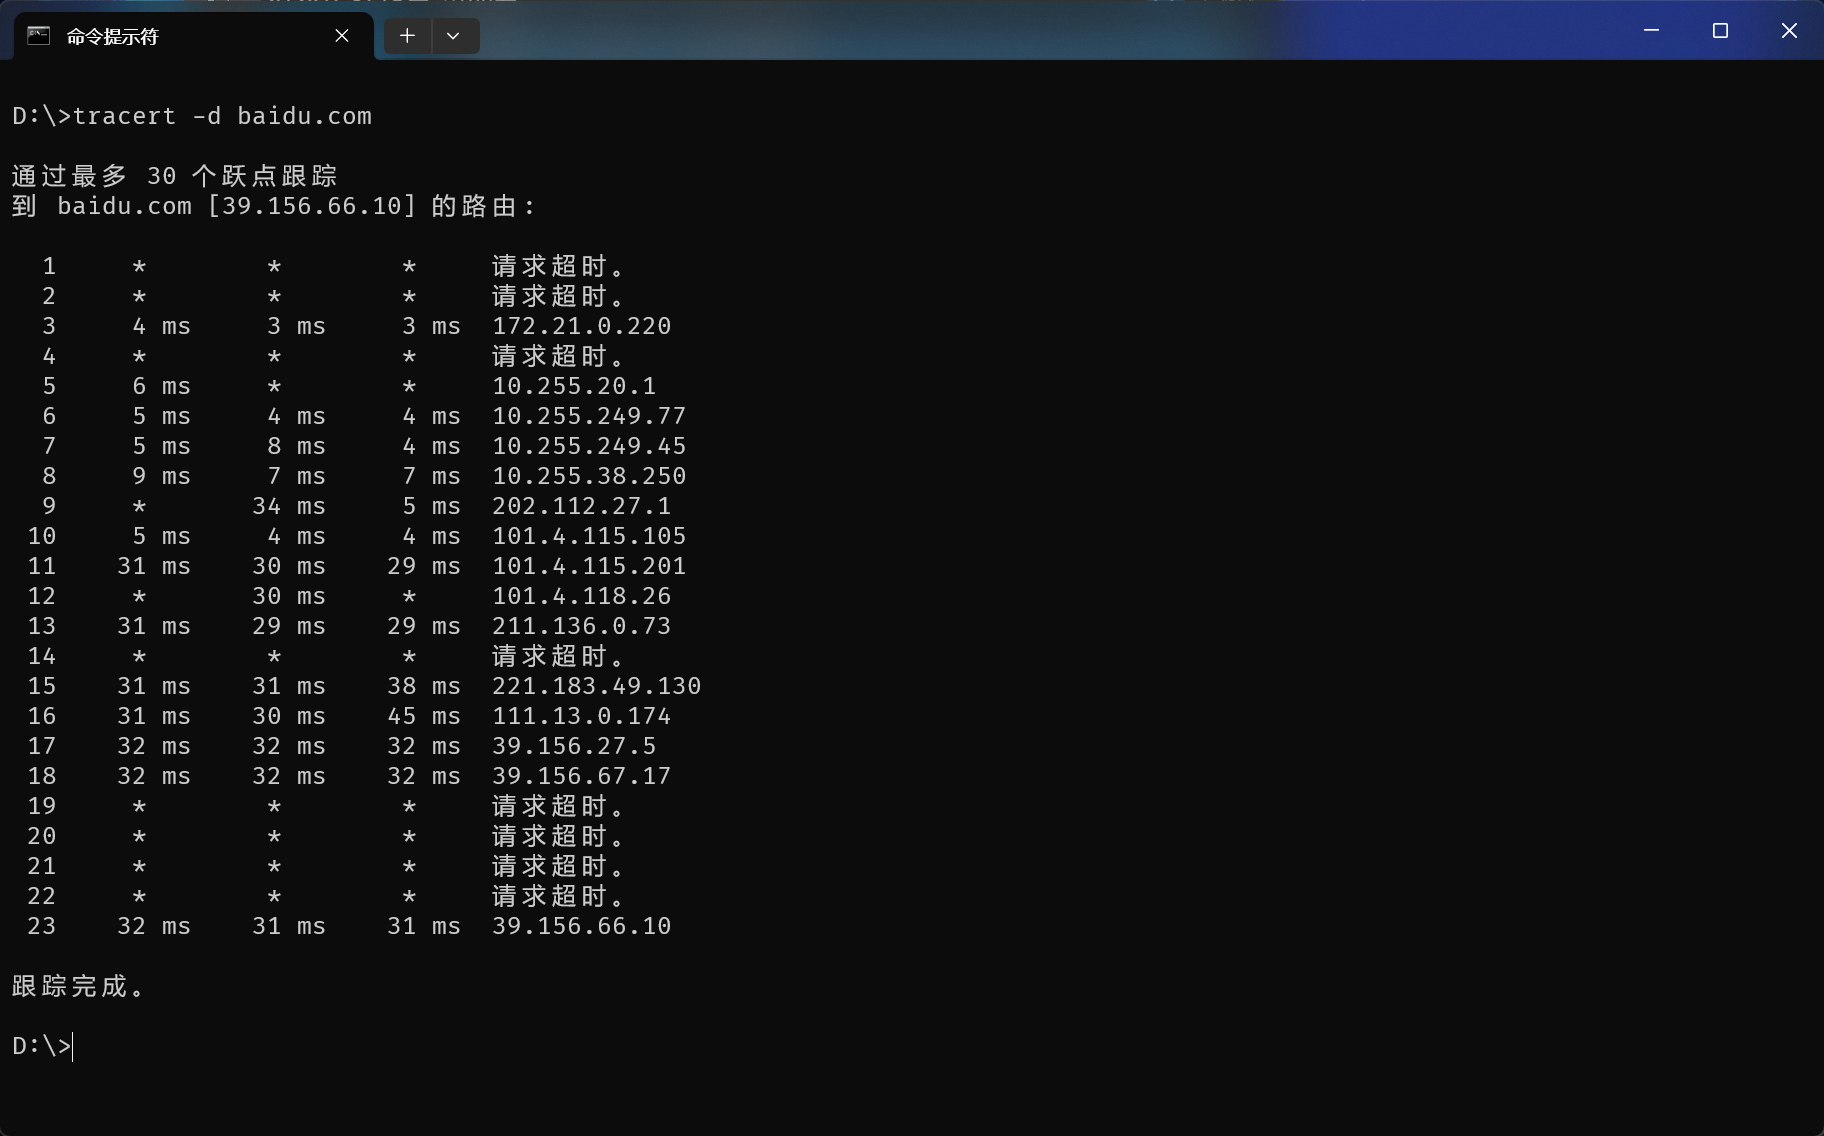 命令提示符
D:\>tracert -d baidu.com
通过最多 30 个跃点跟踪
到 baidu.com [39.156.66.10] 的路由:
1 * * * 请求超时。
2 * * * 请求超时。
3 4 ms 3 ms 3 ms 172.21.0.220
4 * * * 请求超时。
5 6 ms * * 10.255.20.1
6 5 ms 4 ms 4 ms 10.255.249.77
7 5 ms 8 ms 4 ms 10.255.249.45
8 9 ms 7 ms 7 ms 10.255.38.250
9 * 34 ms 5 ms 202.112.27.1
10 5 ms 4 ms 4 ms 101.4.115.105
11 31 ms 30 ms 29 ms 101.4.115.201
12 * 30 ms * 101.4.118.26
13 31 ms 29 ms 29 ms 211.136.0.73
14 * * * 请求超时。
15 31 ms 31 ms 38 ms 221.183.49.130
16 31 ms 30 ms 45 ms 111.13.0.174
17 32 ms 32 ms 32 ms 39.156.27.5
18 32 ms 32 ms 32 ms 39.156.67.17
19 * * * 请求超时。
20 * * * 请求超时。
21 * * * 请求超时。
22 * * * 请求超时。
23 32 ms 31 ms 31 ms 39.156.66.10
跟踪完成。
D:\>